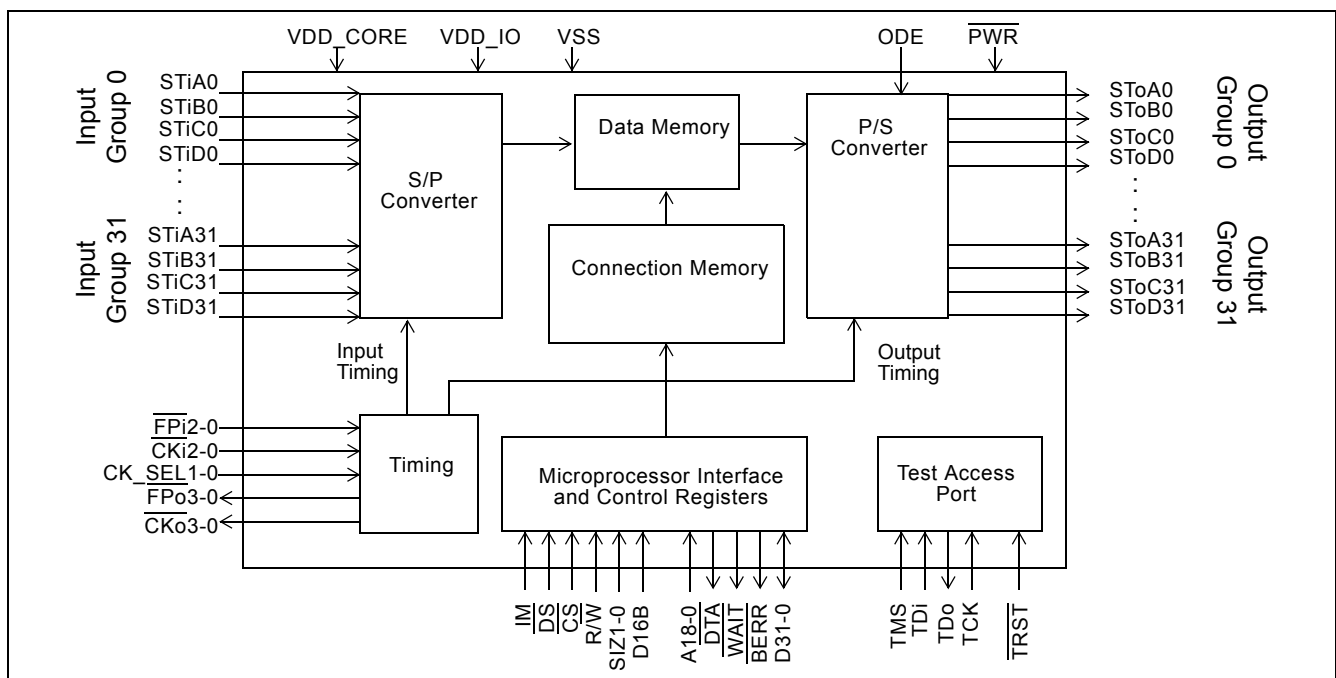 VDD_CORE
VDD_IO
VSS
ODE
PWR
Input
Group 0
STiA0
STiB0
STiC0
STiD0
:
:
Input
Group 31
STiA31
STiB31
STiC31
STiD31
S/P
Converter
Data Memory
Connection Memory
P/S
Converter
SToA0
SToB0
SToC0
SToD0
:
:
SToA31
SToB31
SToC31
SToD31
Output
Group 0
Output
Group 31
Input
Timing
Output
Timing
FPi2-0
CKi2-0
CK_SEL1-0
FPo3-0
CKo3-0
Timing
Microprocessor Interface
and Control Registers
Test Access
Port
IM
DS
CS
R/W
SIZ1-0
D16B
A18-0
DTA
WAIT
BERR
D31-0
TMS
TDi
TDo
TCK
TRST